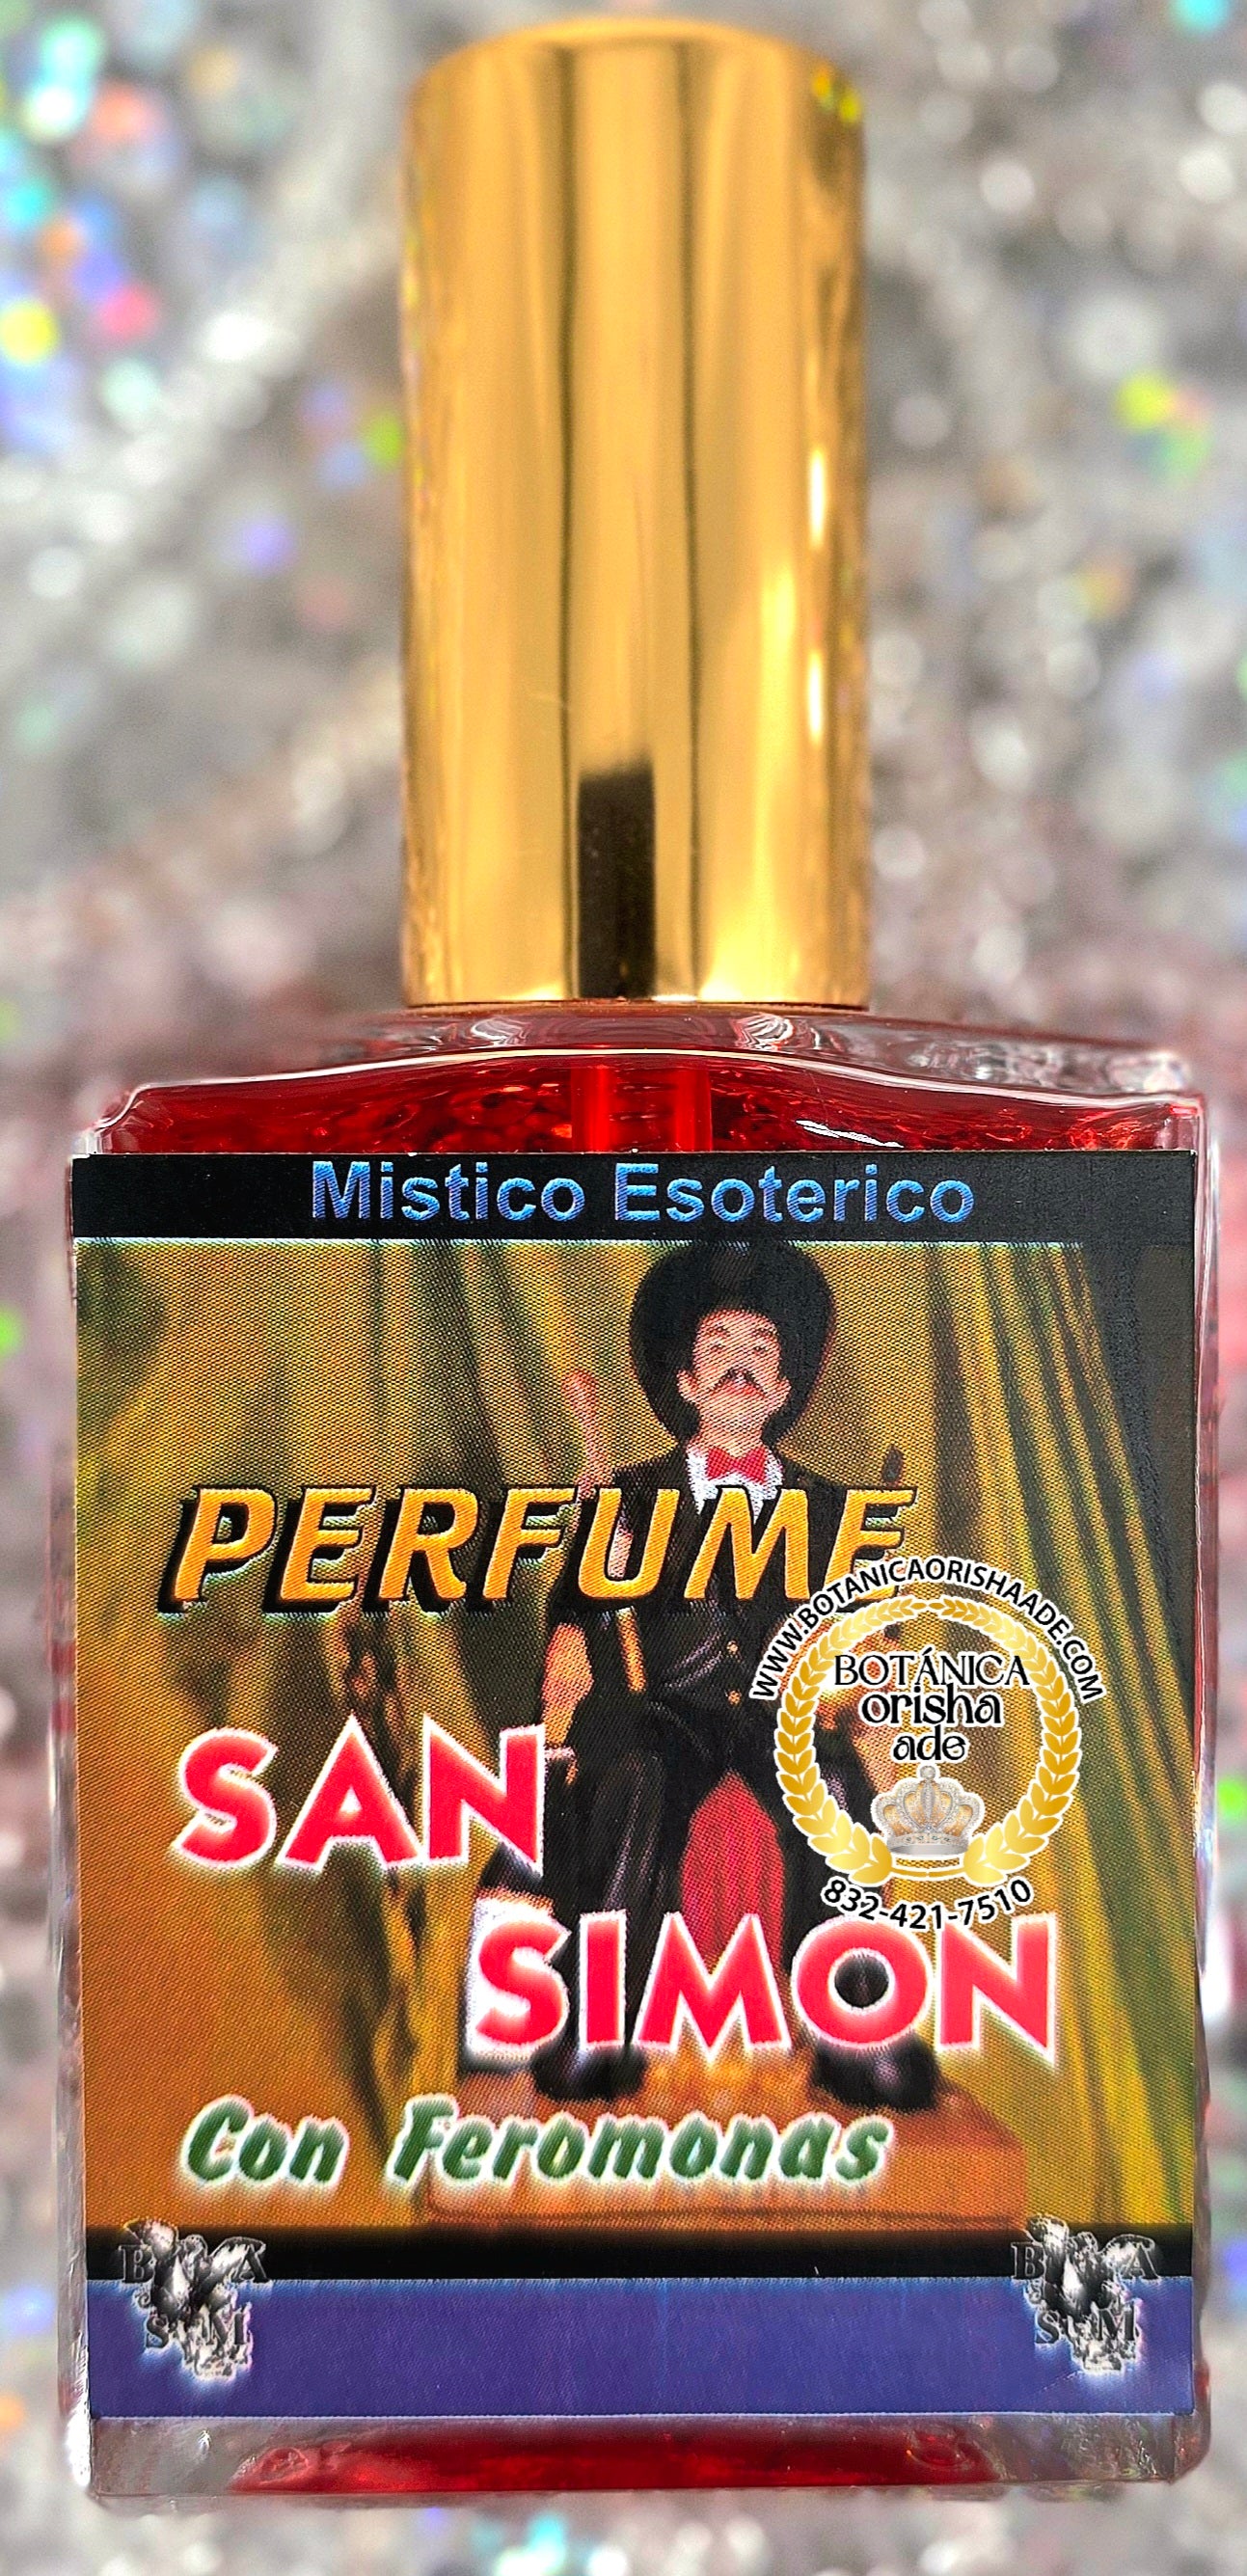 Mistico Esoterico
PERFUME
WWW.BOTANICAORISHAADE.COM
BOTÁNICA
orisha
ade
832-421-7510
SAN
SIMON
Con Feromonas